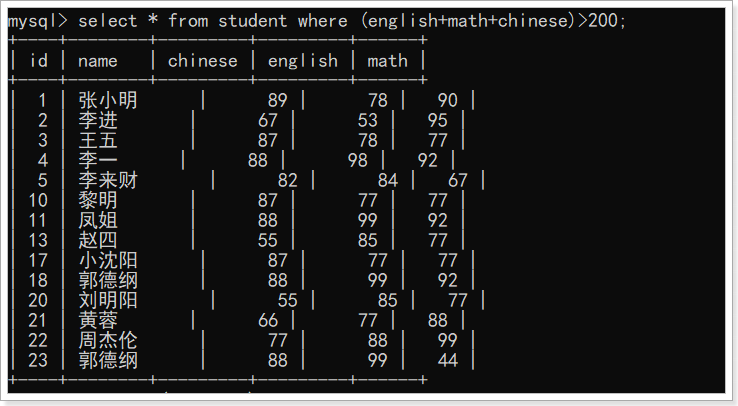 mysql> select * from student where (english+math+chinese)>200;
+----+--------+---------+---------+------+
| id | name | chinese | english | math |
+----+--------+---------+---------+------+
| 1 | 张小明 | 89 | 78 | 90 |
| 2 | 李进 | 67 | 53 | 95 |
| 3 | 王五 | 87 | 78 | 77 |
| 4 | 李一 | 88 | 98 | 92 |
| 5 | 李来财 | 82 | 84 | 67 |
| 10 | 黎明 | 87 | 77 | 77 |
| 11 | 凤姐 | 88 | 99 | 92 |
| 13 | 赵四 | 55 | 85 | 77 |
| 17 | 小沈阳 | 87 | 77 | 77 |
| 18 | 郭德纲 | 88 | 99 | 92 |
| 20 | 刘明阳 | 55 | 85 | 77 |
| 21 | 黄蓉 | 66 | 77 | 88 |
| 22 | 周杰伦 | 77 | 88 | 99 |
| 23 | 郭德纲 | 88 | 99 | 44 |
+----+--------+---------+---------+------+